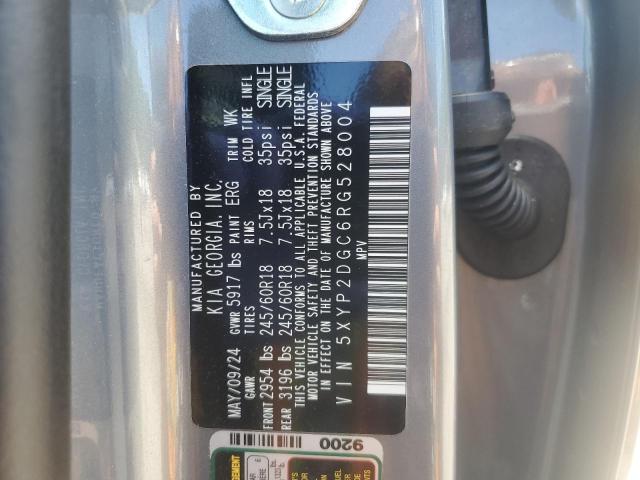 MANUFACTURED BY
KIA GEORGIA, INC.
MAY/09/24 GVWR 5917 lbs PAINT ERG TRIM WK
GAWR TIRES RIMS COLD TIRE INFL
FRONT 2954 lbs 245/60R18 7.5Jx18 35psi SINGLE
REAR 3196 lbs 245/60R18 7.5Jx18 35psi SINGLE
THIS VEHICLE CONFORMS TO ALL APPLICABLE U.S.A. FEDERAL
MOTOR VEHICLE SAFETY AND THEFT PREVENTION STANDARDS
IN EFFECT ON THE DATE OF MANUFACTURE SHOWN ABOVE
VIN 5XYP2DGC6RG528004
MPV
9200